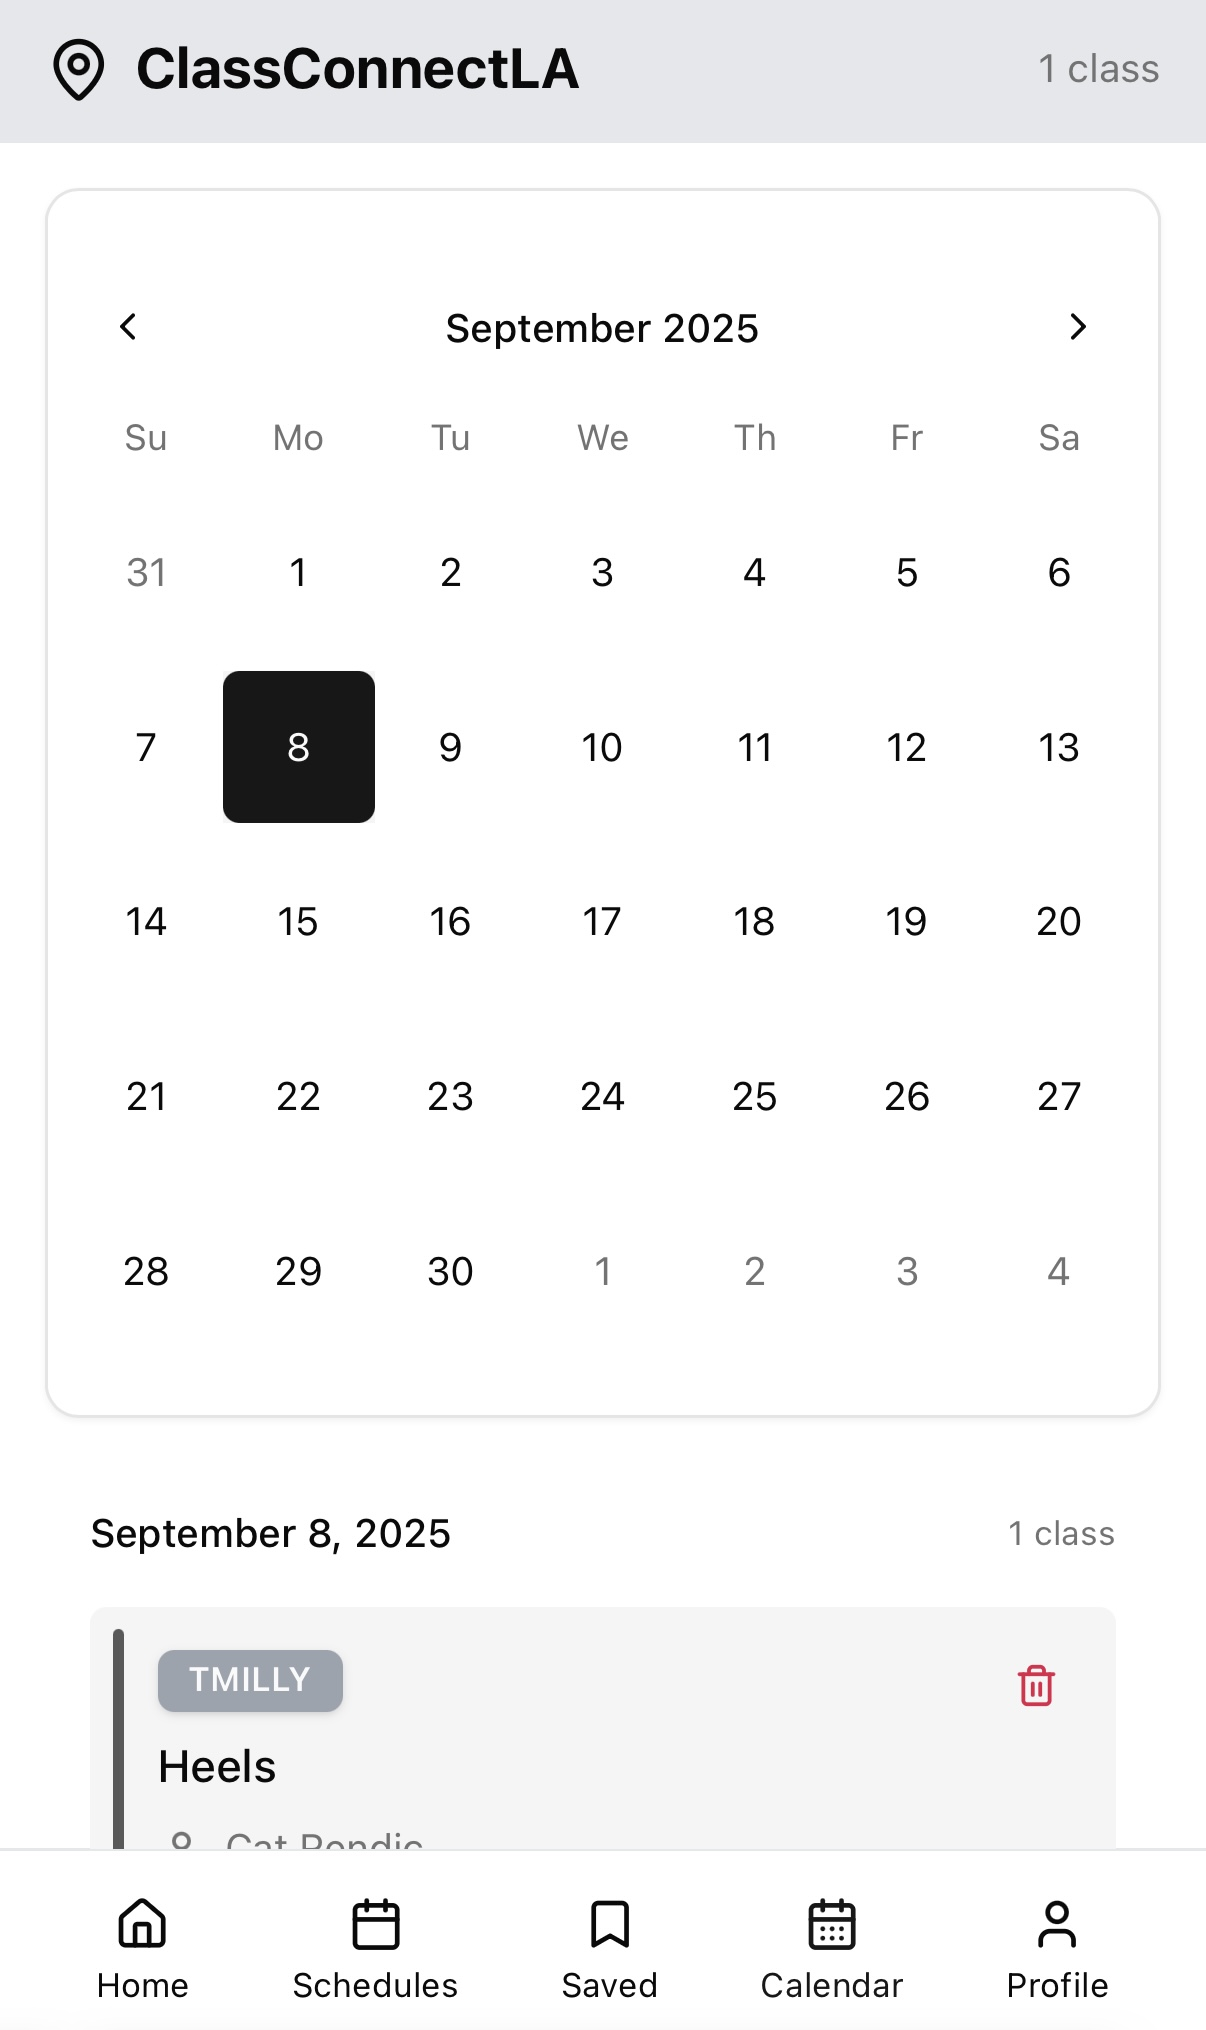 ClassConnectLA 1 class
September 2025
Su Mo Tu We Th Fr Sa
31 1 2 3 4 5 6
7 8 9 10 11 12 13
14 15 16 17 18 19 20
21 22 23 24 25 26 27
28 29 30 1 2 3 4
September 8, 2025 1 class
TMILLY
Heels
Cat Rendic
Home Schedules Saved Calendar Profile